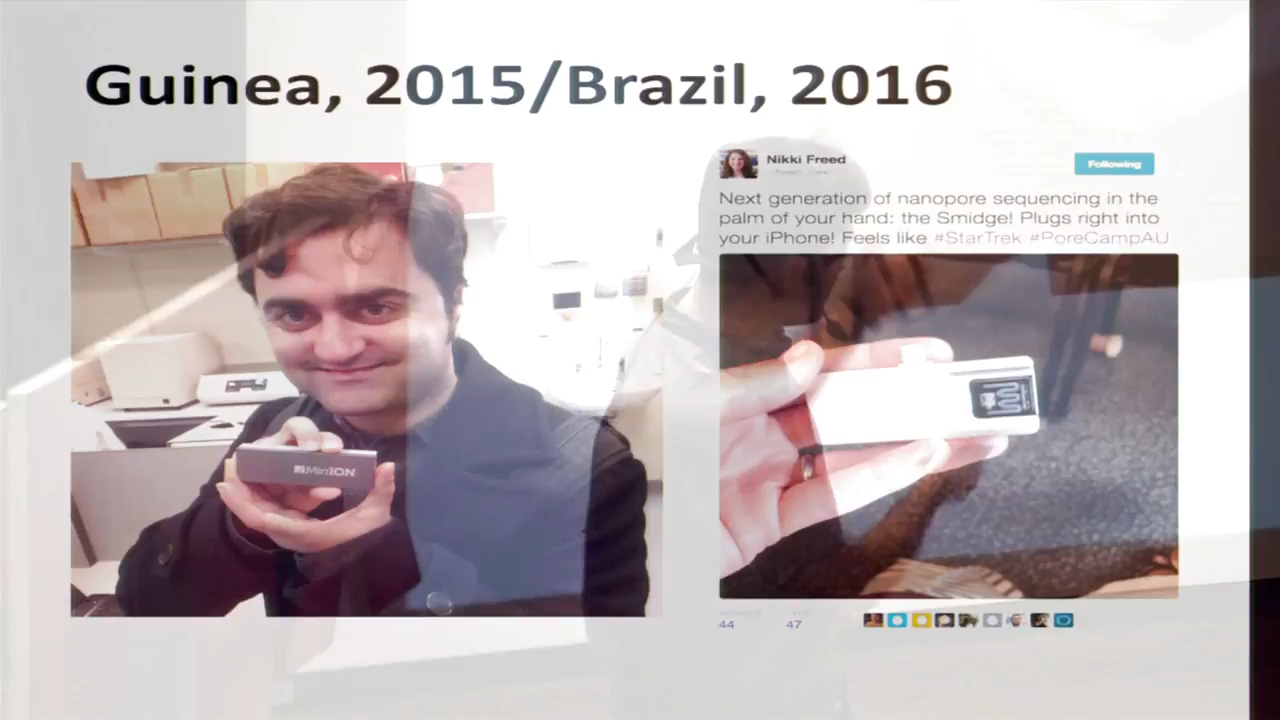 Guinea, 2015/Brazil, 2016
Nikki Freed
Following
Next generation of nanopore sequencing in the
palm of your hand: the Smidge! Plugs right into
your iPhone! Feels like #StarTrek #PoreCampAU
MinION
44 47